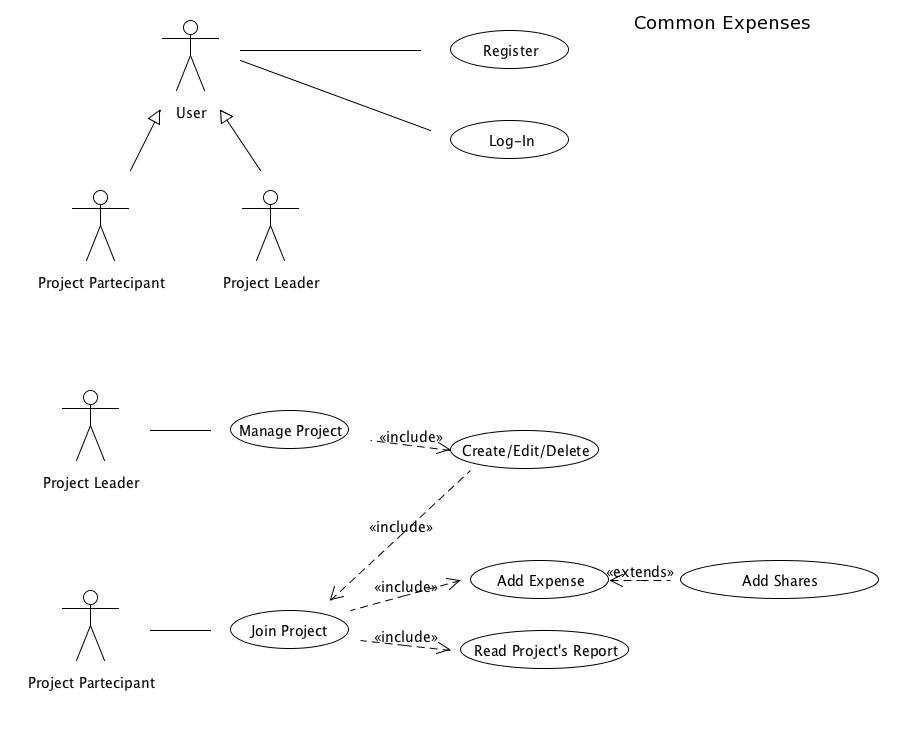 Common Expenses
Register
User
Log-In
Project Partecipant
Project Leader
Manage Project
«include»
Create/Edit/Delete
Project Leader
«include»
«extends»
Add Expense
Add Shares
«include»
Join Project
«include»
Read Project's Report
Project Partecipant